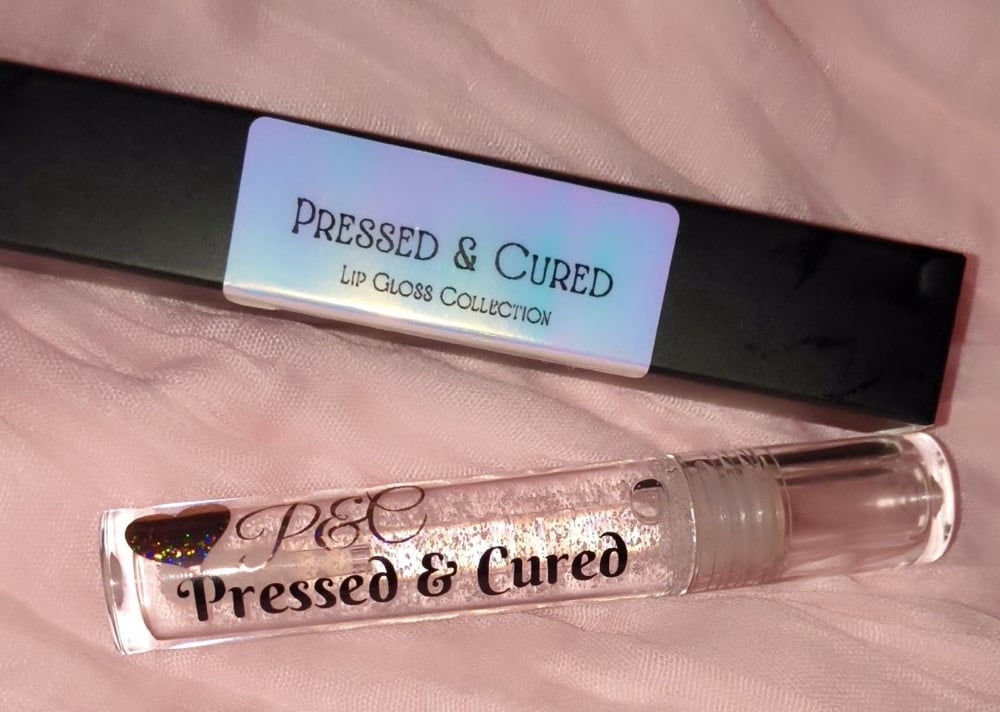 PRESSED & CURED
LIP GLOSS COLLECTION
P&C
Pressed & Cured